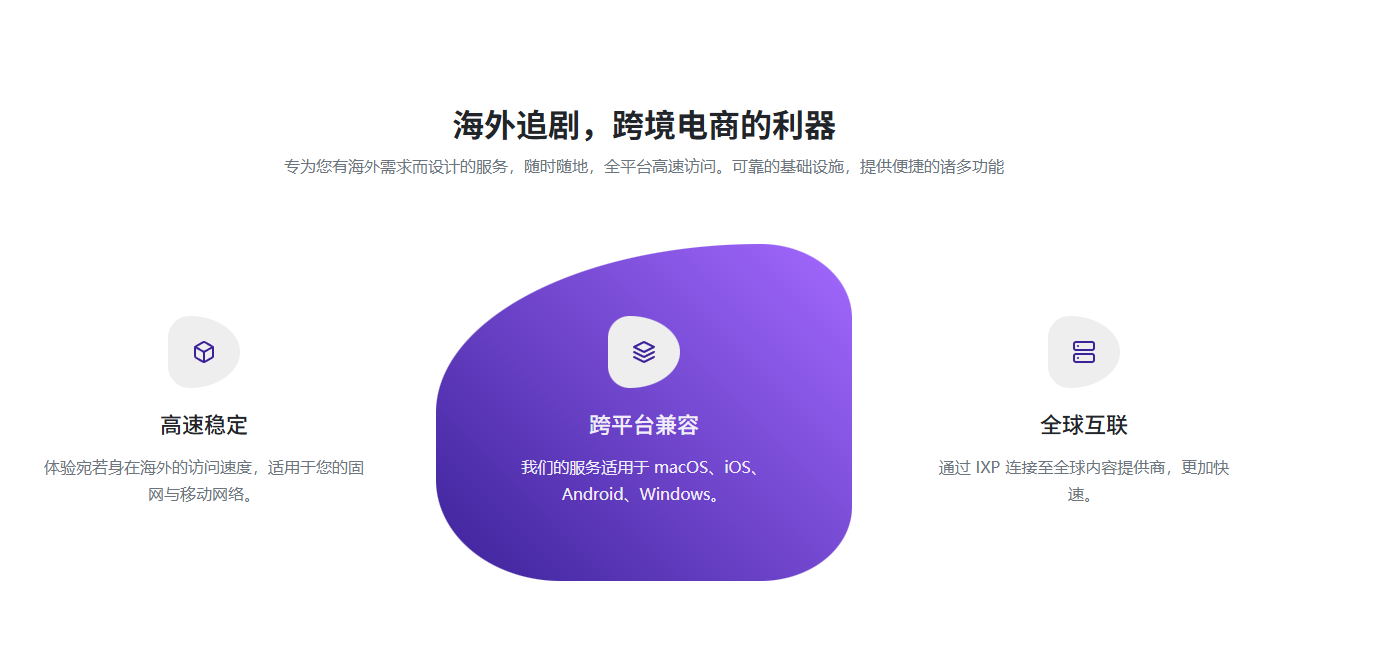 海外追剧，跨境电商的利器
专为您有海外需求而设计的服务，随时随地，全平台高速访问。可靠的基础设施，提供便捷的诸多功能
高速稳定
体验宛若身在海外的访问速度，适用于您的固
网与移动网络。
跨平台兼容
我们的服务适用于 macOS、iOS、
Android、Windows。
全球互联
通过 IXP 连接至全球内容提供商，更加快
速。